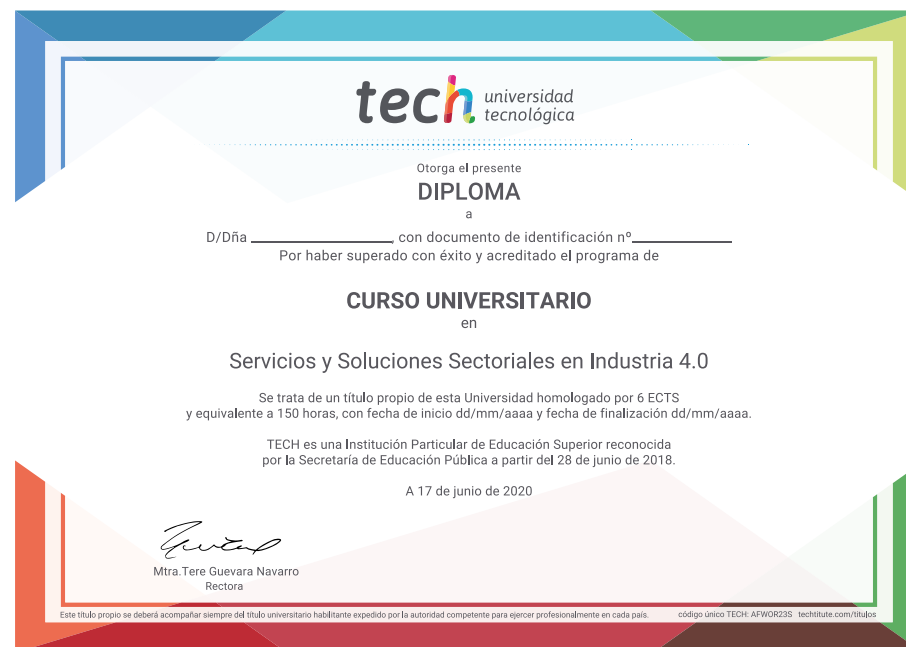 tech universidad
tecnológica
Otorga el presente
DIPLOMA
a
D/Dña ____________________, con documento de identificación nº______________
Por haber superado con éxito y acreditado el programa de
CURSO UNIVERSITARIO
en
Servicios y Soluciones Sectoriales en Industria 4.0
Se trata de un título propio de esta Universidad homologado por 6 ECTS
y equivalente a 150 horas, con fecha de inicio dd/mm/aaaa y fecha de finalización dd/mm/aaaa.
TECH es una Institución Particular de Educación Superior reconocida
por la Secretaría de Educación Pública a partir del 28 de junio de 2018.
A 17 de junio de 2020
Mtra.Tere Guevara Navarro
Rectora
Este título propio se deberá acompañar siempre del título universitario habilitante expedido por la autoridad competente para ejercer profesionalmente en cada país. código único TECH: AFWOR23S techtitute.com/titulos